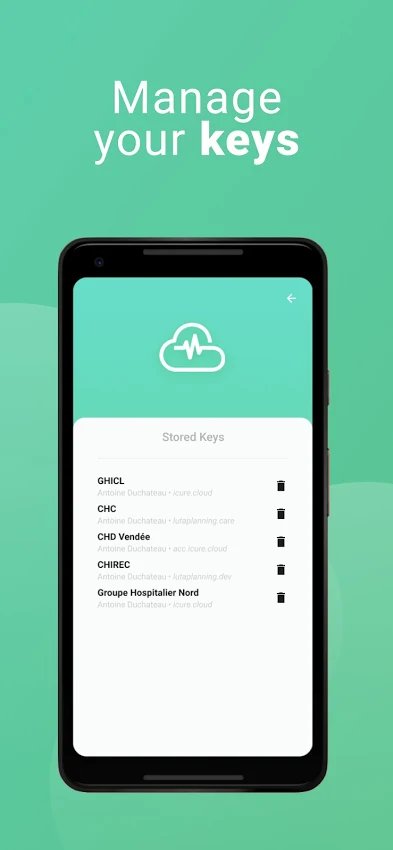 Manage
your keys
Stored Keys
GHICL
Antoine Duchateau • icure.cloud
CHC
Antoine Duchateau • lutaplanning.care
CHD Vendée
Antoine Duchateau • acc.icure.cloud
CHIREC
Antoine Duchateau • lutaplanning.dev
Groupe Hospitalier Nord
Antoine Duchateau • icure.cloud